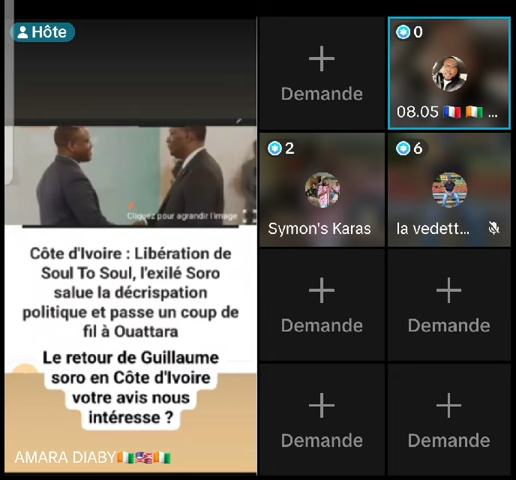 Hôte
Cliquez pour agrandir l'image
Côte d'Ivoire : Libération de
Soul To Soul, l'exilé Soro
salue la décrispation
politique et passe un coup de
fil à Ouattara
Le retour de Guillaume
soro en Côte d'Ivoire
votre avis nous
intéresse ?
AMARA DIABY🇨🇮🇺🇸🇨🇮
Demande
0
08.05 🇫🇷 🇨🇮 ...
2
Symon's Karas
6
la vedett...
Demande
Demande
Demande
Demande